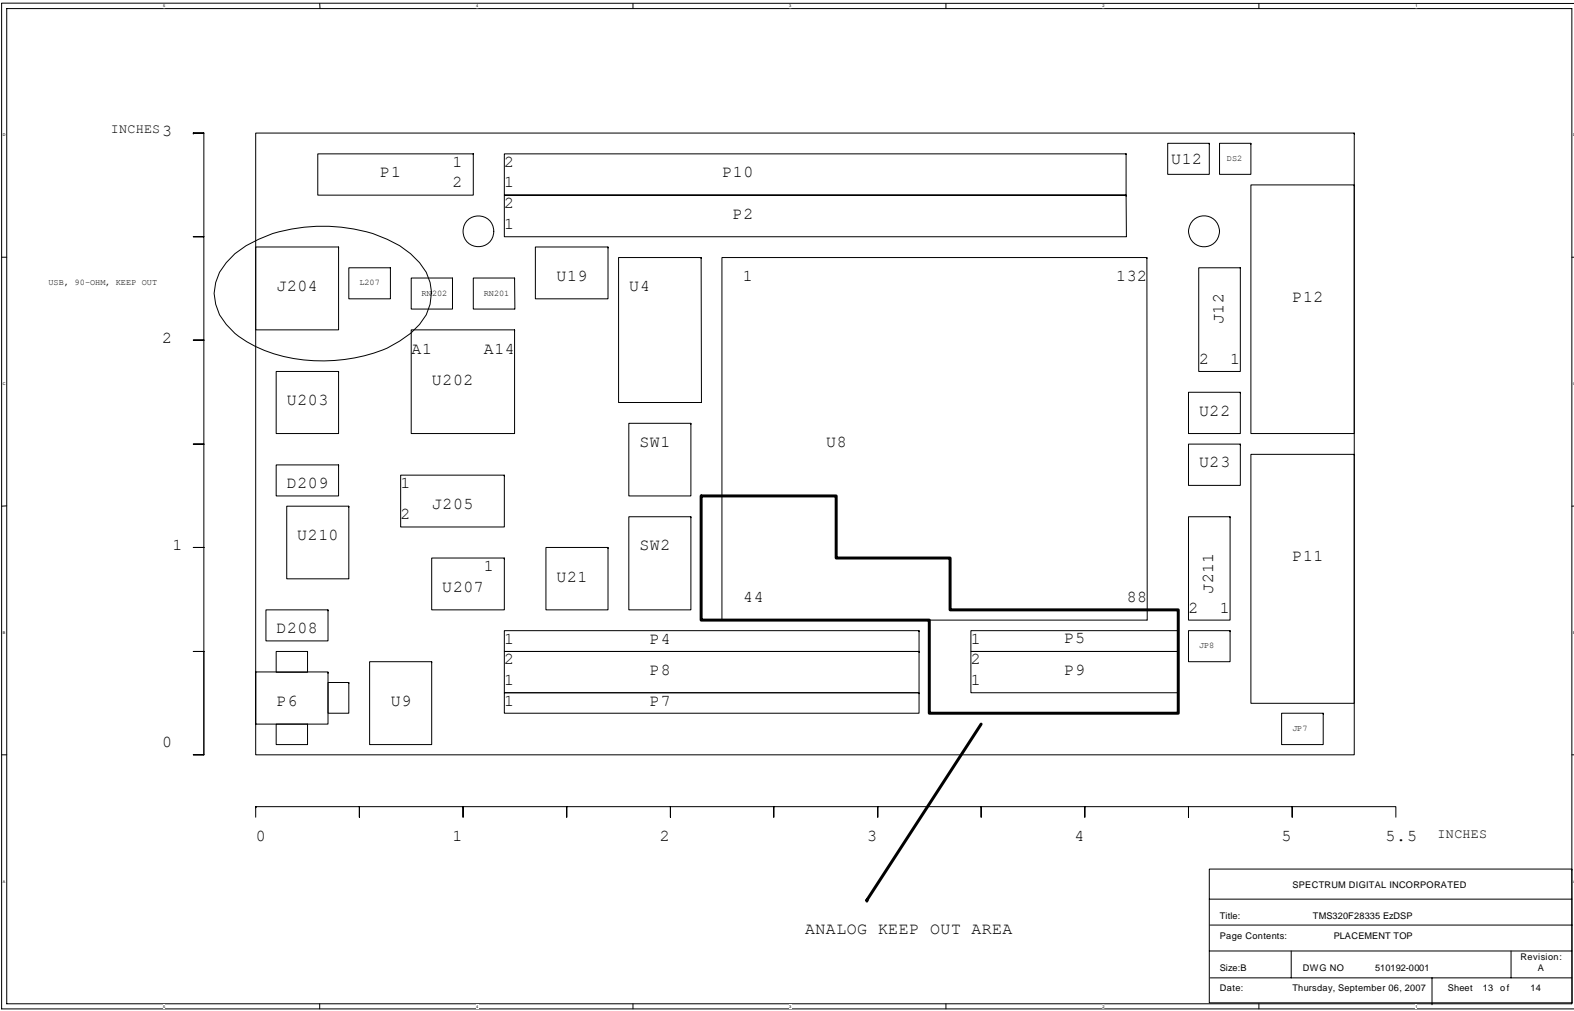 INCHES 3
P1
1
2
2
1
P10
2
1
P2
U12
DS2
USB, 90-OHM, KEEP OUT
J204
L207
RN202
RN201
U19
U4
1
132
J12
2 1
P12
2
A1 A14
U202
U203
U22
SW1
U8
U23
D209
1
2
J205
U210
1
SW2
J211
2 1
P11
1
U207
U21
44
88
D208
1
P4
1
P5
JP8
2
1
P8
2
1
P9
P6
U9
1
P7
JP7
0
0 1 2 3 4 5 5.5 INCHES
ANALOG KEEP OUT AREA
SPECTRUM DIGITAL INCORPORATED
Title: TMS320F28335 EzDSP
Page Contents: PLACEMENT TOP
Size:B DWG NO 510192-0001 Revision: A
Date: Thursday, September 06, 2007 Sheet 13 of 14